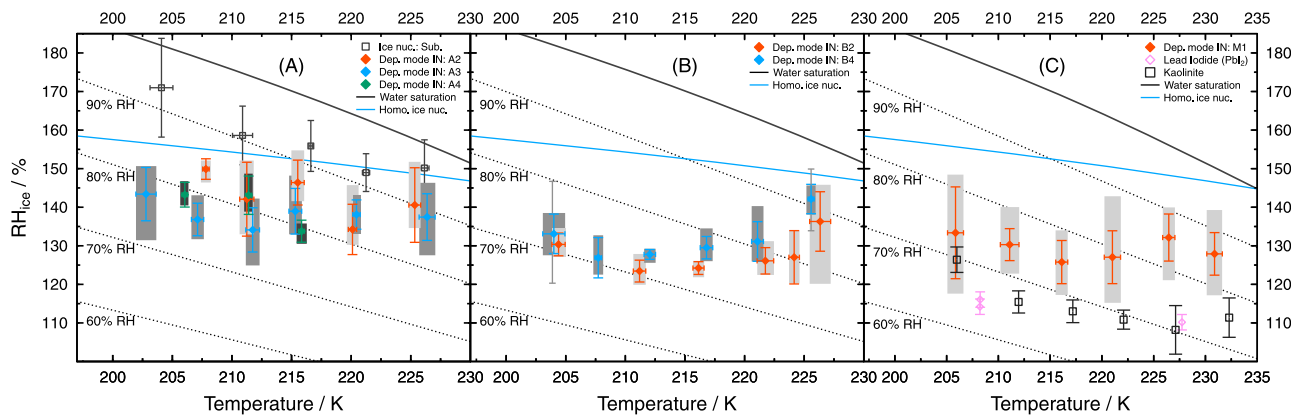 200 205 210 215 220 225 230
200 205 210 215 220 225 230
200 205 210 215 220 225 230 235
RHice / %
180
170
160
150
140
130
120
110
(A)
Ice nuc.: Sub.
Dep. mode IN: A2
Dep. mode IN: A3
Dep. mode IN: A4
Water saturation
Homo. ice nuc.
90% RH
80% RH
70% RH
60% RH
(B)
Dep. mode IN: B2
Dep. mode IN: B4
Water saturation
Homo. ice nuc.
90% RH
80% RH
70% RH
60% RH
(C)
Dep. mode IN: M1
Lead Iodide (PbI2)
Kaolinite
Water saturation
Homo. ice nuc.
90% RH
80% RH
70% RH
60% RH
180
170
160
150
140
130
120
110
200 205 210 215 220 225 230
200 205 210 215 220 225 230
200 205 210 215 220 225 230 235
Temperature / K
Temperature / K
Temperature / K